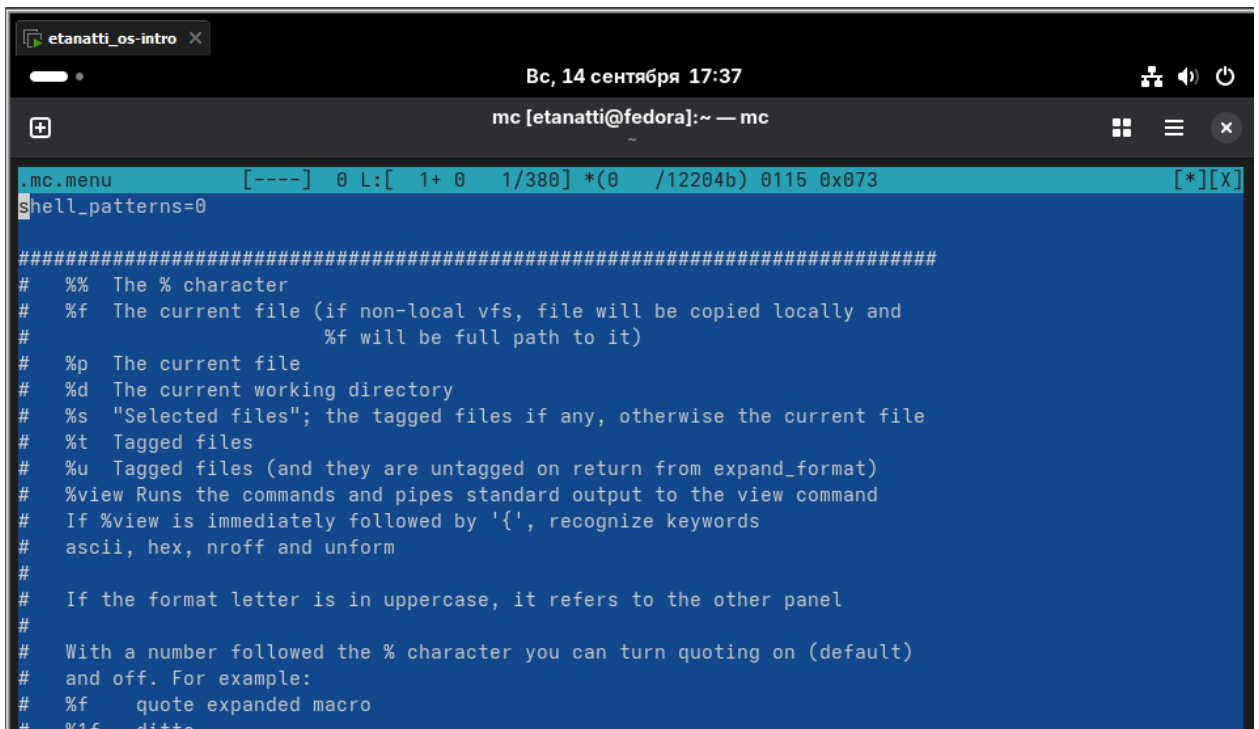 etanatti_os-intro
Вс, 14 сентября 17:37
mc [etanatti@fedora]:~ — mc
~
.mc.menu [----] 0 L:[ 1+ 0 1/380] *(0 /12204b) 0115 0x073 [*][X]
shell_patterns=0
##############################################################################
# %% The % character
# %f The current file (if non-local vfs, file will be copied locally and
# %f will be full path to it)
# %p The current file
# %d The current working directory
# %s "Selected files"; the tagged files if any, otherwise the current file
# %t Tagged files
# %u Tagged files (and they are untagged on return from expand_format)
# %view Runs the commands and pipes standard output to the view command
# If %view is immediately followed by '{', recognize keywords
# ascii, hex, nroff and unform
#
# If the format letter is in uppercase, it refers to the other panel
#
# With a number followed the % character you can turn quoting on (default)
# and off. For example:
# %f quote expanded macro
# %1f ditto